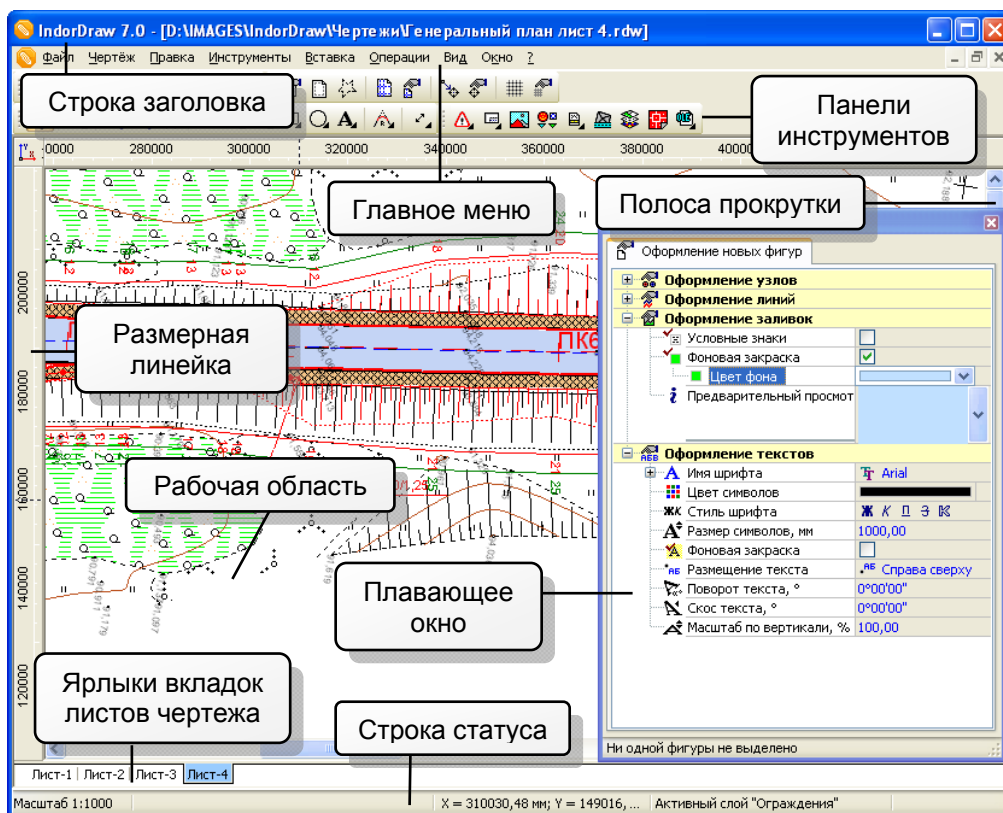 IndorDraw 7.0 - [D:\IMAGES\IndorDraw\Чертежи\Генеральный план лист 4.rdw]
Файл Чертёж Правка Инструменты Вставка Операции Вид Окно ?
Строка заголовка
Панели
инструментов
280000 300000 320000 340000 360000 380000
Главное меню
Полоса прокрутки
Оформление новых фигур
Оформление узлов
Оформление линий
Оформление заливок
Условные знаки
Фоновая закраска
Цвет фона
Предварительный просмот
Оформление текстов
Имя шрифта Arial
Цвет символов
Стиль шрифта Ж К П З
Размер символов, мм 1000,00
Фоновая закраска
Размещение текста Справа сверху
Поворот текста, ° 0°00'00"
Скос текста, ° 0°00'00"
Масштаб по вертикали, % 100,00
Ни одной фигуры не выделено
200000
180000
160000
140000
120000
Размерная
линейка
Рабочая область
Плавающее
окно
Ярлыки вкладок
листов чертежа
Строка статуса
Лист-1 Лист-2 Лист-3 Лист-4
Масштаб 1:1000 X = 310030,48 мм; Y = 149016, ... Активный слой "Ограждения"